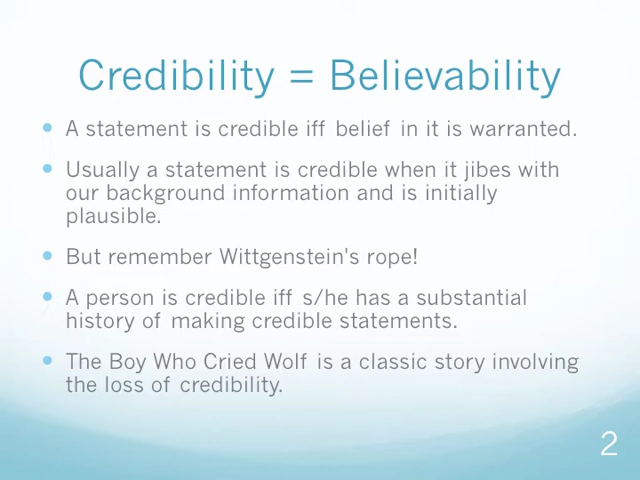 Credibility = Believability
• A statement is credible iff belief in it is warranted.
• Usually a statement is credible when it jibes with
our background information and is initially
plausible.
• But remember Wittgenstein's rope!
• A person is credible iff s/he has a substantial
history of making credible statements.
• The Boy Who Cried Wolf is a classic story involving
the loss of credibility.
2